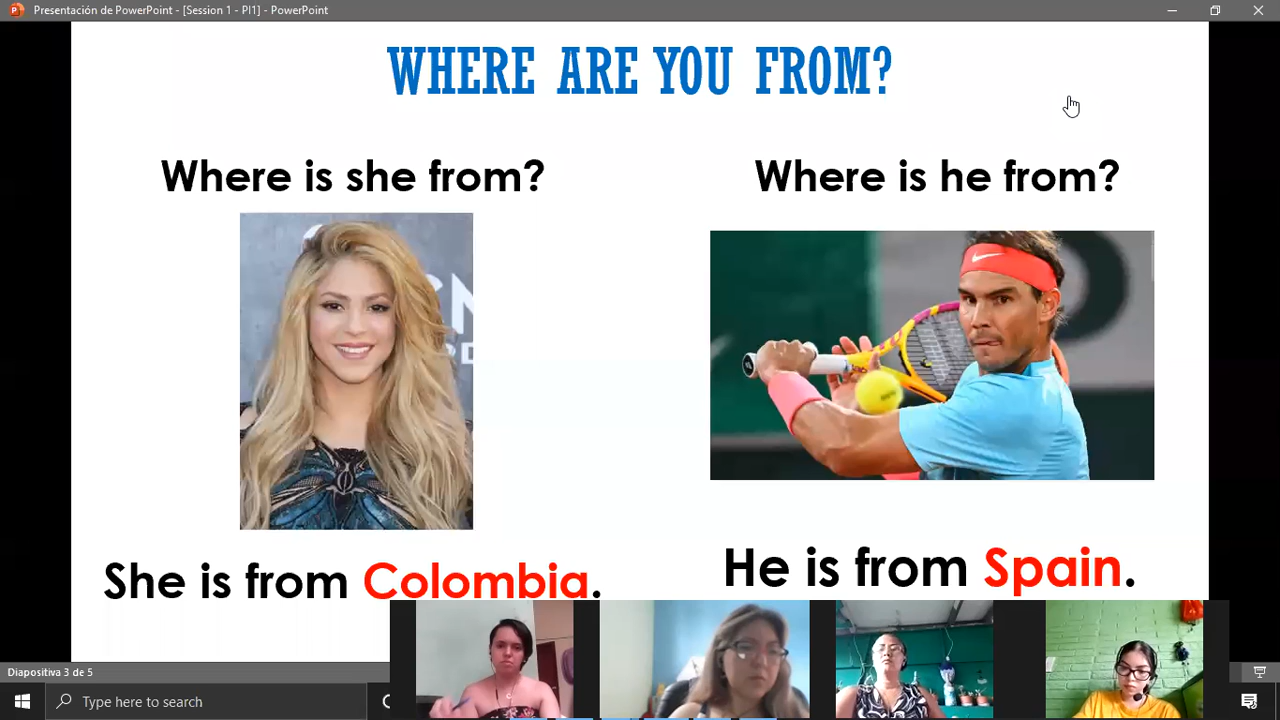 Presentación de PowerPoint - [Session 1 - PI1] - PowerPoint
WHERE ARE YOU FROM?
Where is she from?
Where is he from?
She is from Colombia.
He is from Spain.
Diapositiva 3 de 5
Type here to search